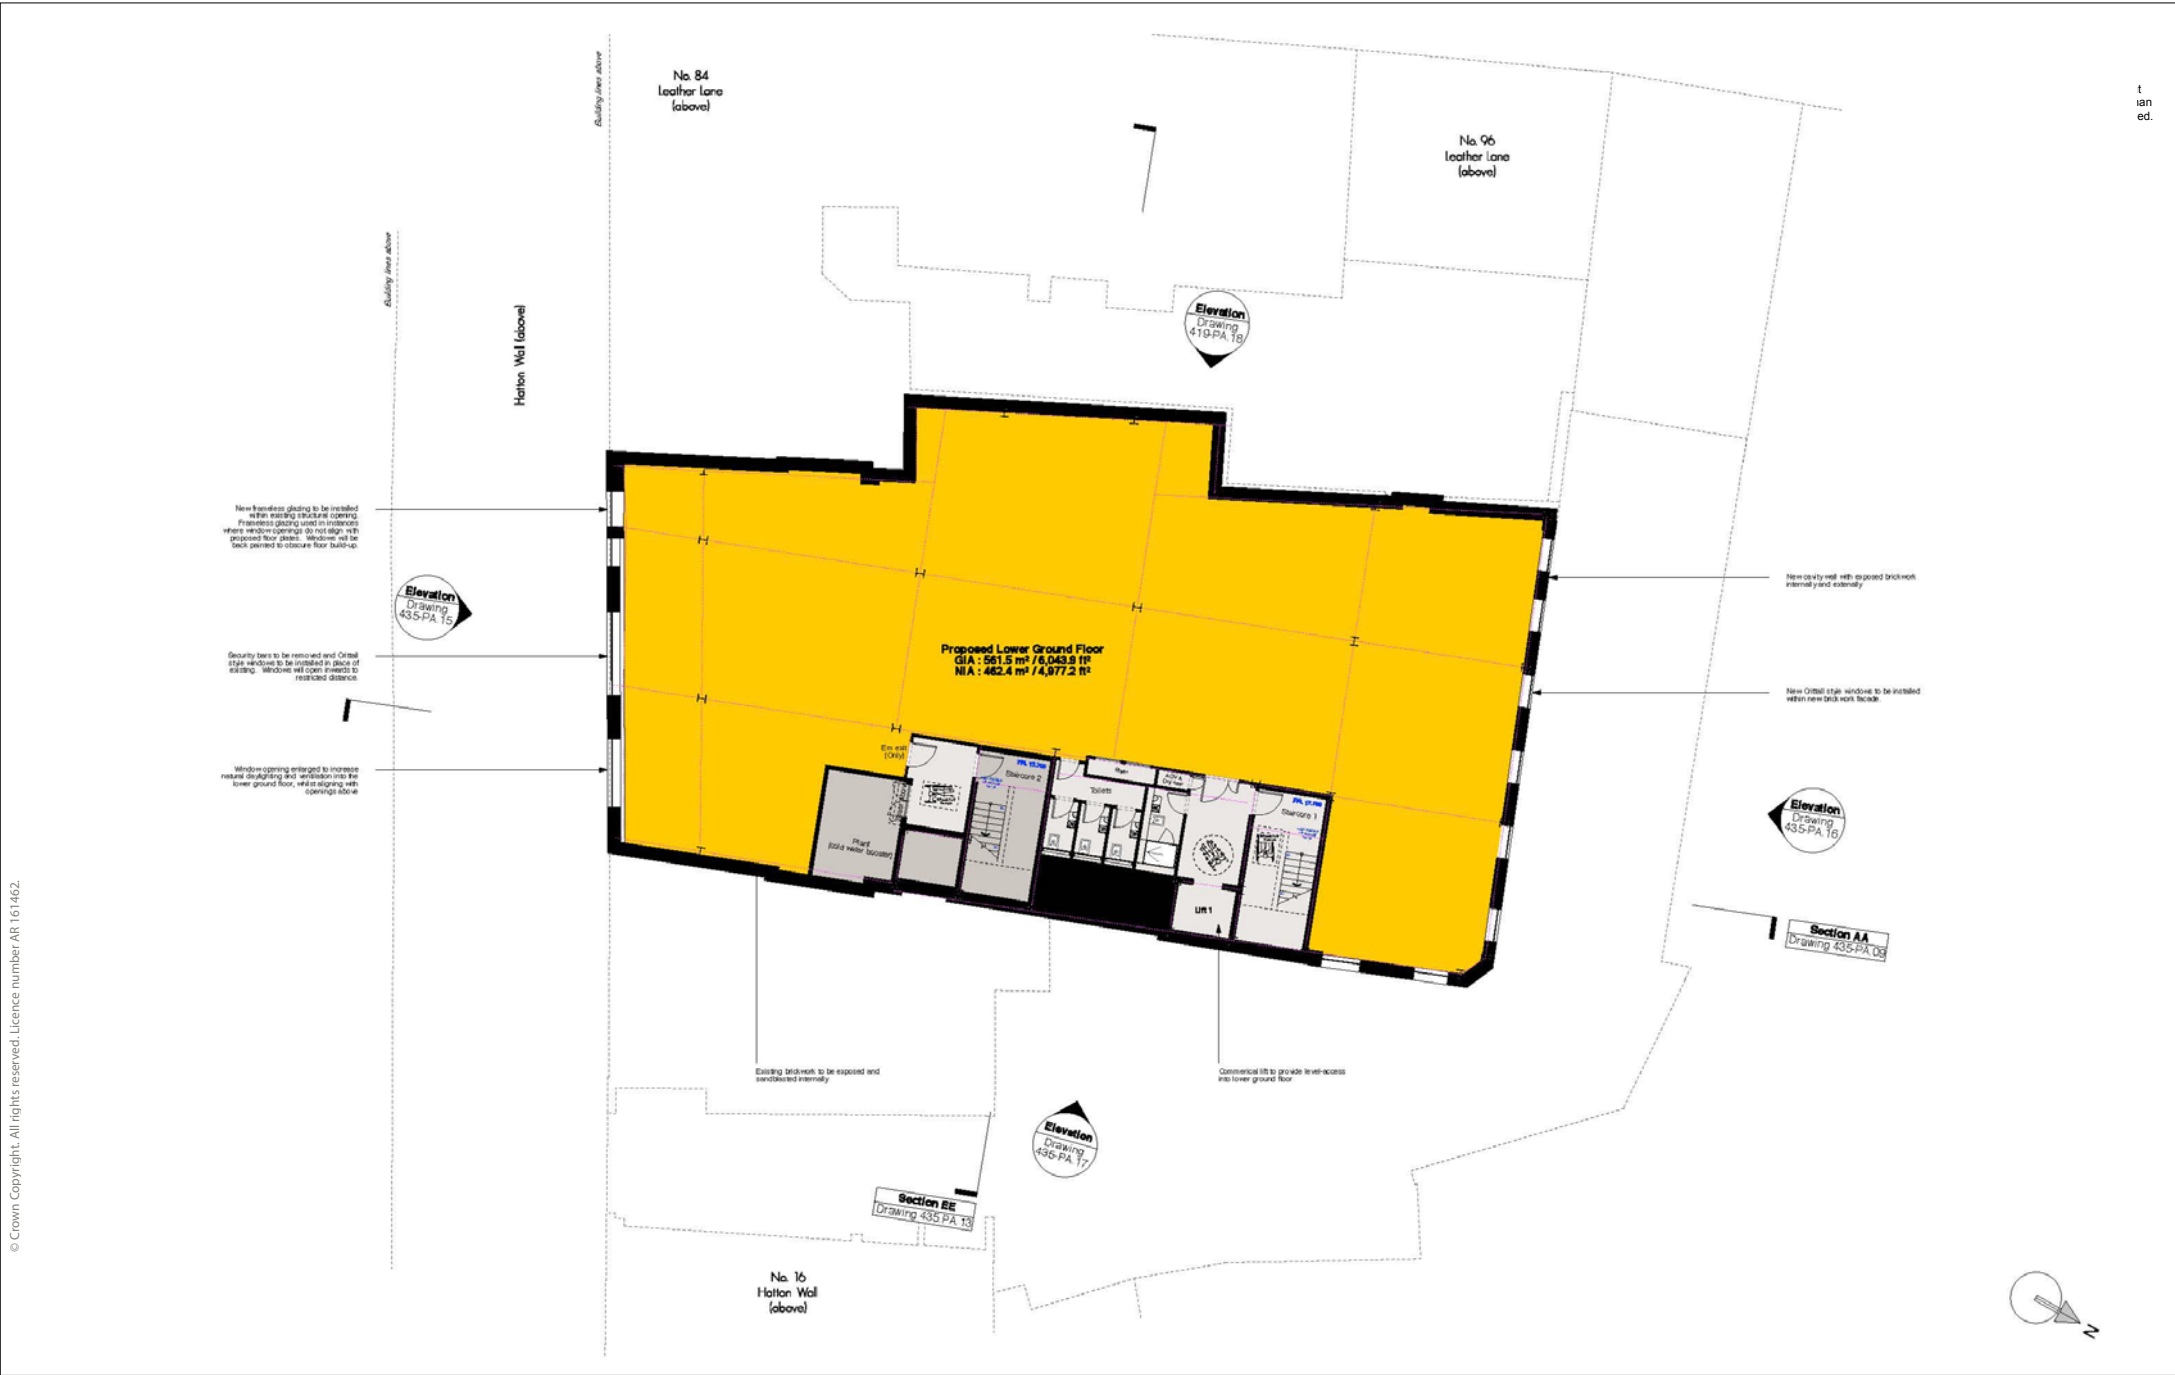 Building lines above
No. 84
Leather Lane
(above)
t
an
ed.
No. 96
Leather Lane
(above)
Building lines above
Hatton Wall (above)
Elevation
Drawing
419-PA.18
New frameless glazing to be installed
within existing structural opening.
Frameless glazing used in instances
where window openings do not align with
proposed floor plates. Windows will be
back painted to obscure floor build-up.
Elevation
Drawing
435-PA.15
New cavity wall with exposed brickwork
internally and externally
Security bars to be removed and Crittall
style windows to be installed in place of
existing. Windows will open inwards to
restricted distance.
Proposed Lower Ground Floor
GIA : 561.5 m² / 6,043.9 ft²
NIA : 462.4 m² / 4,977.2 ft²
New Crittall style windows to be installed
within new brickwork facade.
Window opening enlarged to increase
natural daylighting and ventilation into the
lower ground floor, whilst aligning with
openings above
Em exit
(Only)
Staircase 2
Riser
Toilets
Staircase 1
Plant
(cold water booster)
Lift 1
Elevation
Drawing
435-PA.16
Section AA
Drawing 435-PA.09
Existing brickwork to be exposed and
sandblasted internally
Commerical lift to provide level-access
into lower ground floor
Elevation
Drawing
435-PA.17
Section EE
Drawing 435.PA.13
No. 16
Hatton Wall
(above)
N
© Crown Copyright. All rights reserved. Licence number AR 161462.